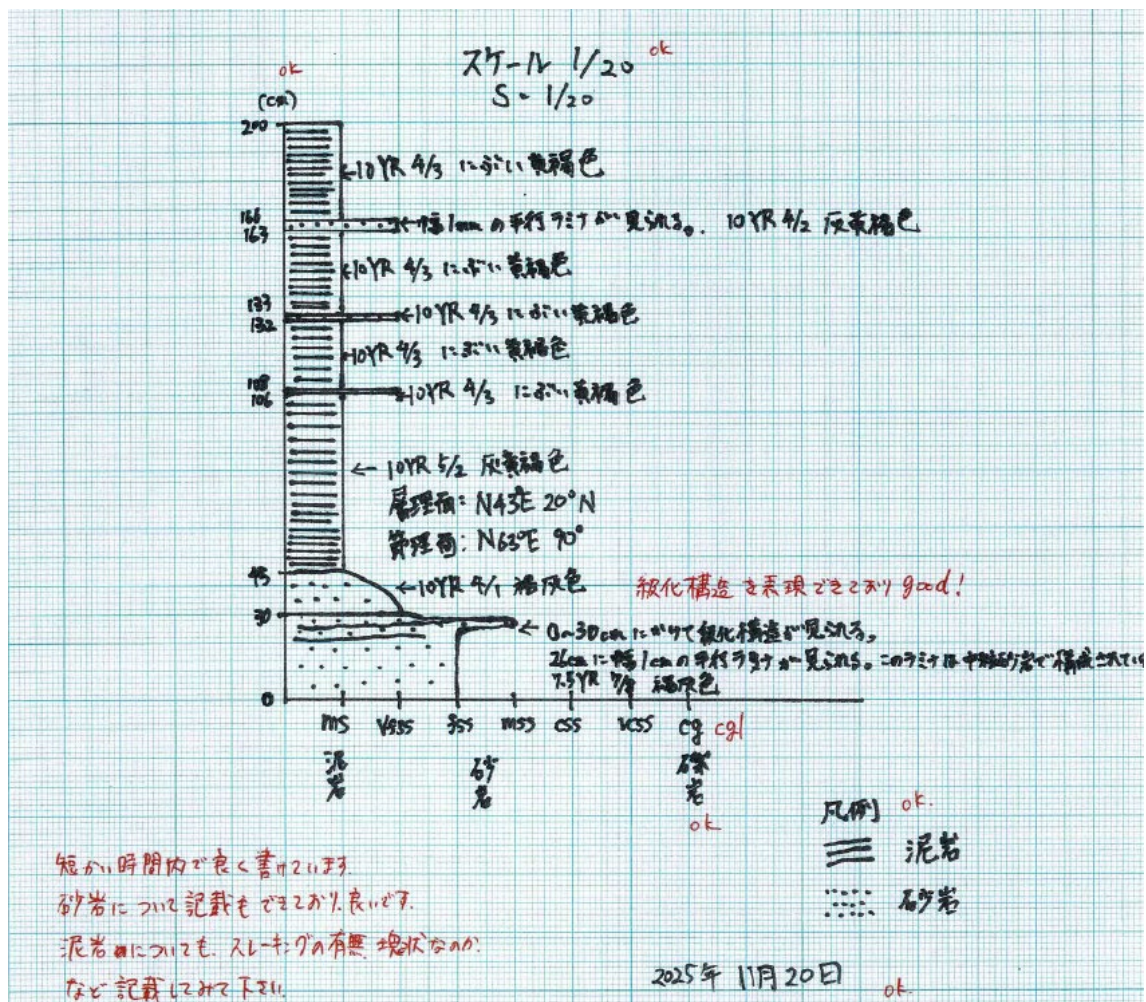 ok
スケール 1/20 ok
S = 1/20
(cm)
200
←10YR 4/3 にぶい黄褐色
166
163
←幅1cmの平行ラミナが見られる。 10YR 4/2 灰黄褐色
←10YR 4/3 にぶい黄褐色
133
132
←10YR 4/3 にぶい黄褐色
←10YR 4/3 にぶい黄褐色
108
106
←10YR 4/3 にぶい黄褐色
← 10YR 5/2 灰黄褐色
層理面: N43°E 20°N
節理面: N63°E 90°
45
←10YR 4/1 褐灰色
級化構造を表現できており good!
30
← 0~30cmにかけて級化構造が見られる。
26cmに幅1cmの平行ラミナが見られる。このラミナは中粒砂岩で構成されてい
7.5YR 褐灰色
0
ms vfss fss mss css vcss cg cgl
泥岩 砂岩 礫岩
ok
凡例 ok.
泥岩
砂岩
短かい時間内で良く書けています.
砂岩について記載もできており、良いです.
泥岩についても、スレーキングの有無 塊状なのか
など記載してみて下さい.
2025年 11月20日 ok.